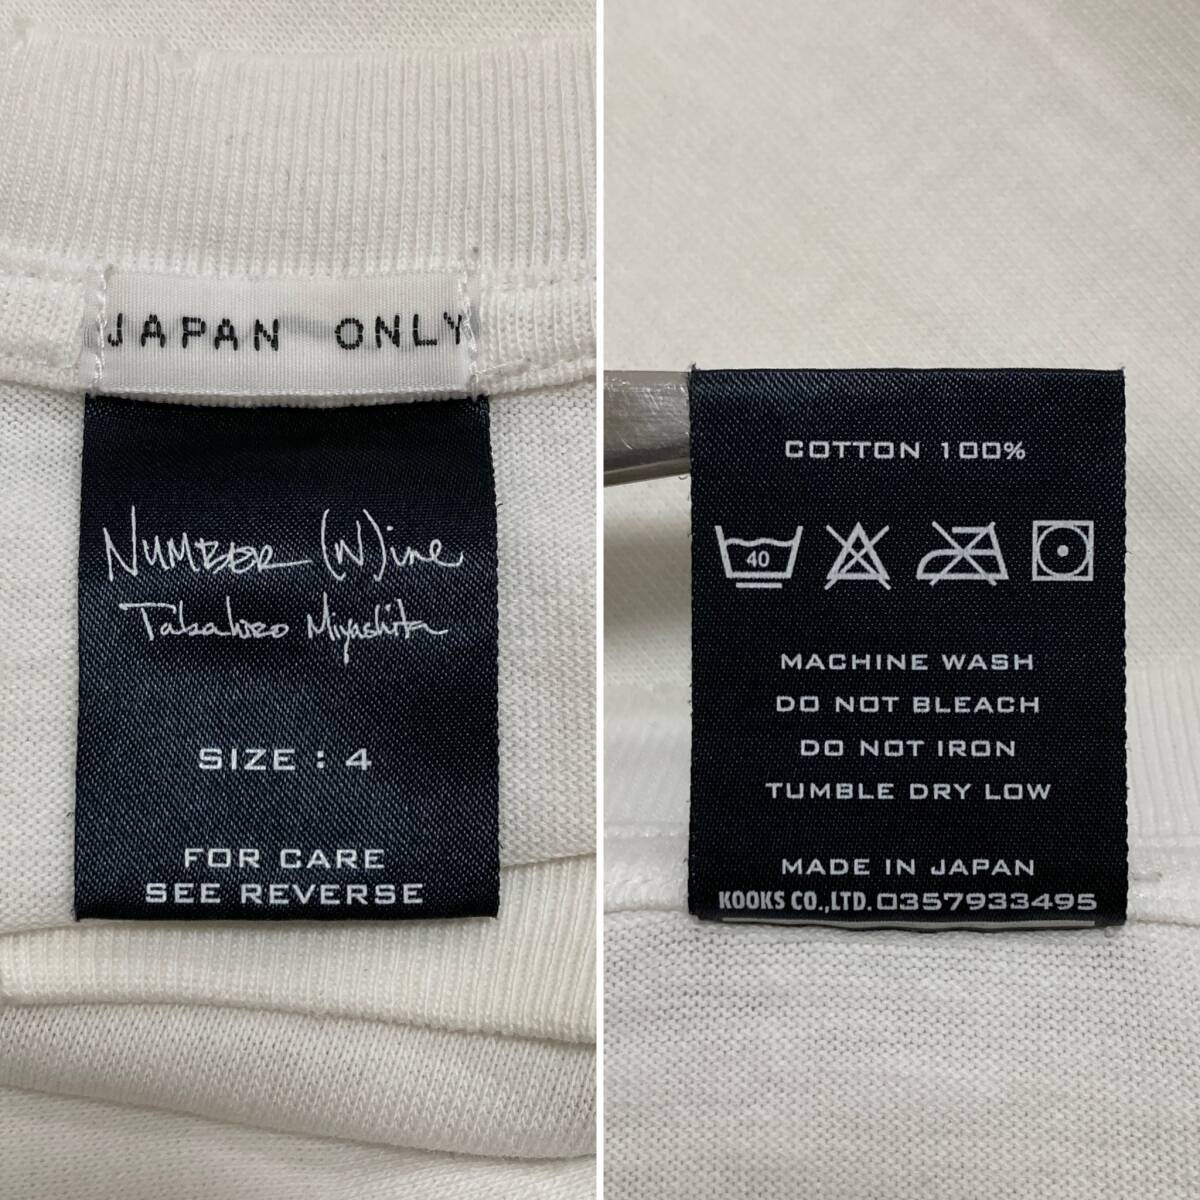 JAPAN ONLY
NUMBER (N)ine
Takahiro Miyashita
SIZE : 4
FOR CARE
SEE REVERSE
COTTON 100%
40
MACHINE WASH
DO NOT BLEACH
DO NOT IRON
TUMBLE DRY LOW
MADE IN JAPAN
KOOKS CO.,LTD. 0357933495